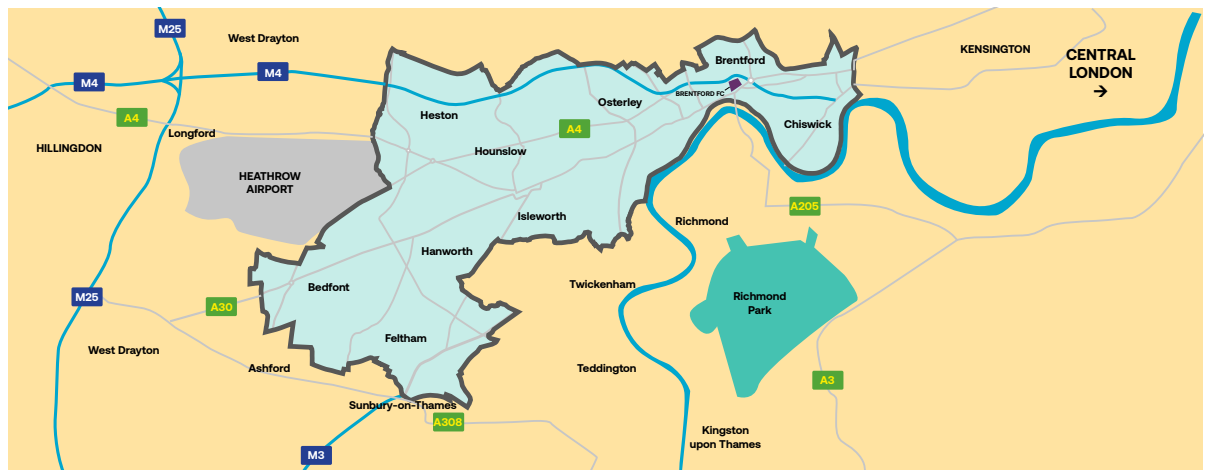 M25
West Drayton
M4
M4
A4
Longford
HILLINGDON
HEATHROW
AIRPORT
Heston
Hounslow
A4
Osterley
Brentford
BRENTFORD FC
Chiswick
KENSINGTON
CENTRAL
LONDON
→
Isleworth
Hanworth
Bedfont
Feltham
Richmond
A205
Twickenham
Richmond
Park
Teddington
A3
Kingston
upon Thames
M25
A30
West Drayton
Ashford
Sunbury-on-Thames
A308
M3